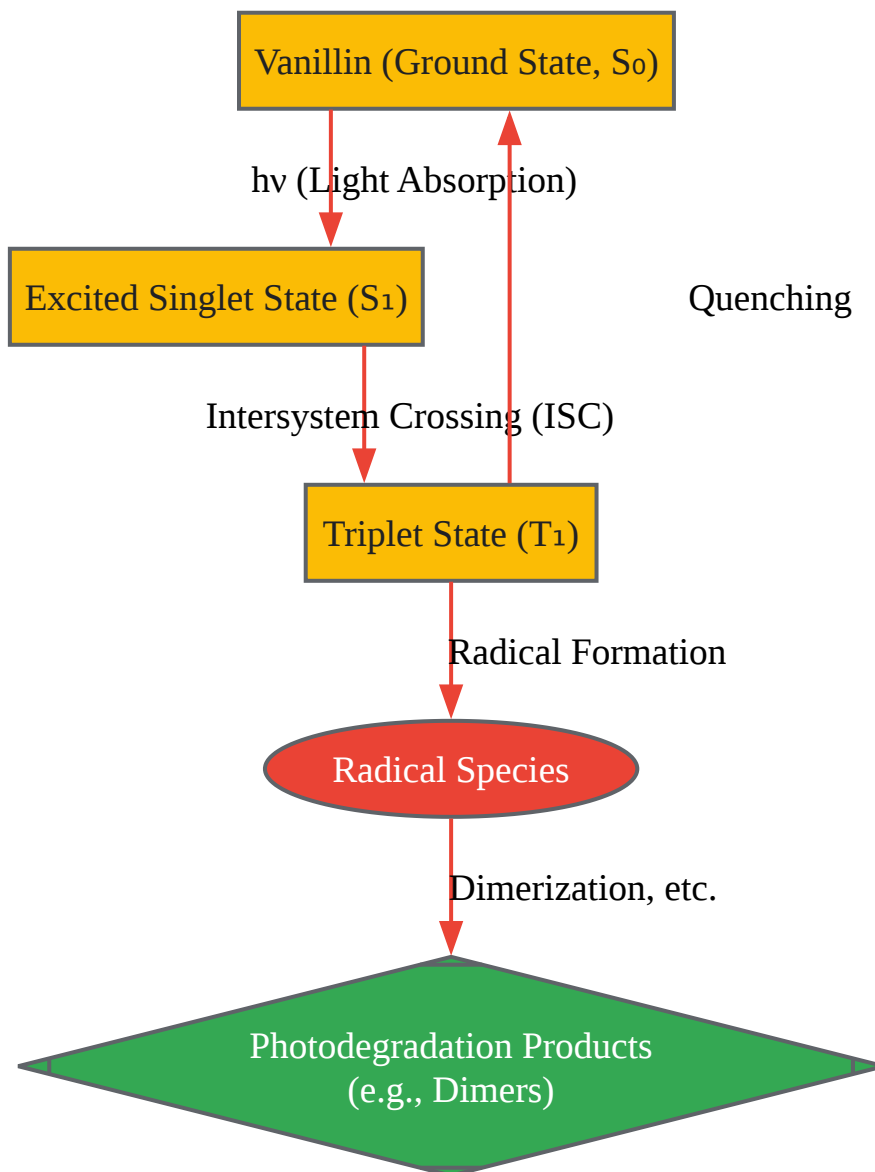 Vanillin (Ground State, S₀)
hν (Light Absorption)
Excited Singlet State (S₁)
Quenching
Intersystem Crossing (ISC)
Triplet State (T₁)
Radical Formation
Radical Species
Dimerization, etc.
Photodegradation Products
(e.g., Dimers)